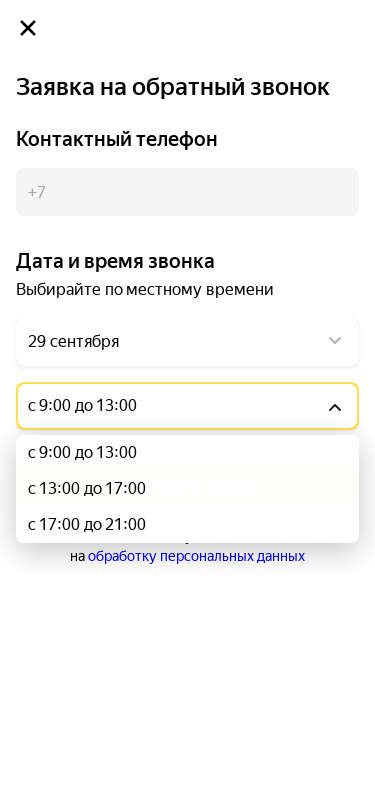 Заявка на обратный звонок
Контактный телефон
+7
Дата и время звонка
Выбирайте по местному времени
29 сентября
с 9:00 до 13:00
с 9:00 до 13:00
с 13:00 до 17:00
с 17:00 до 21:00
на обработку персональных данных